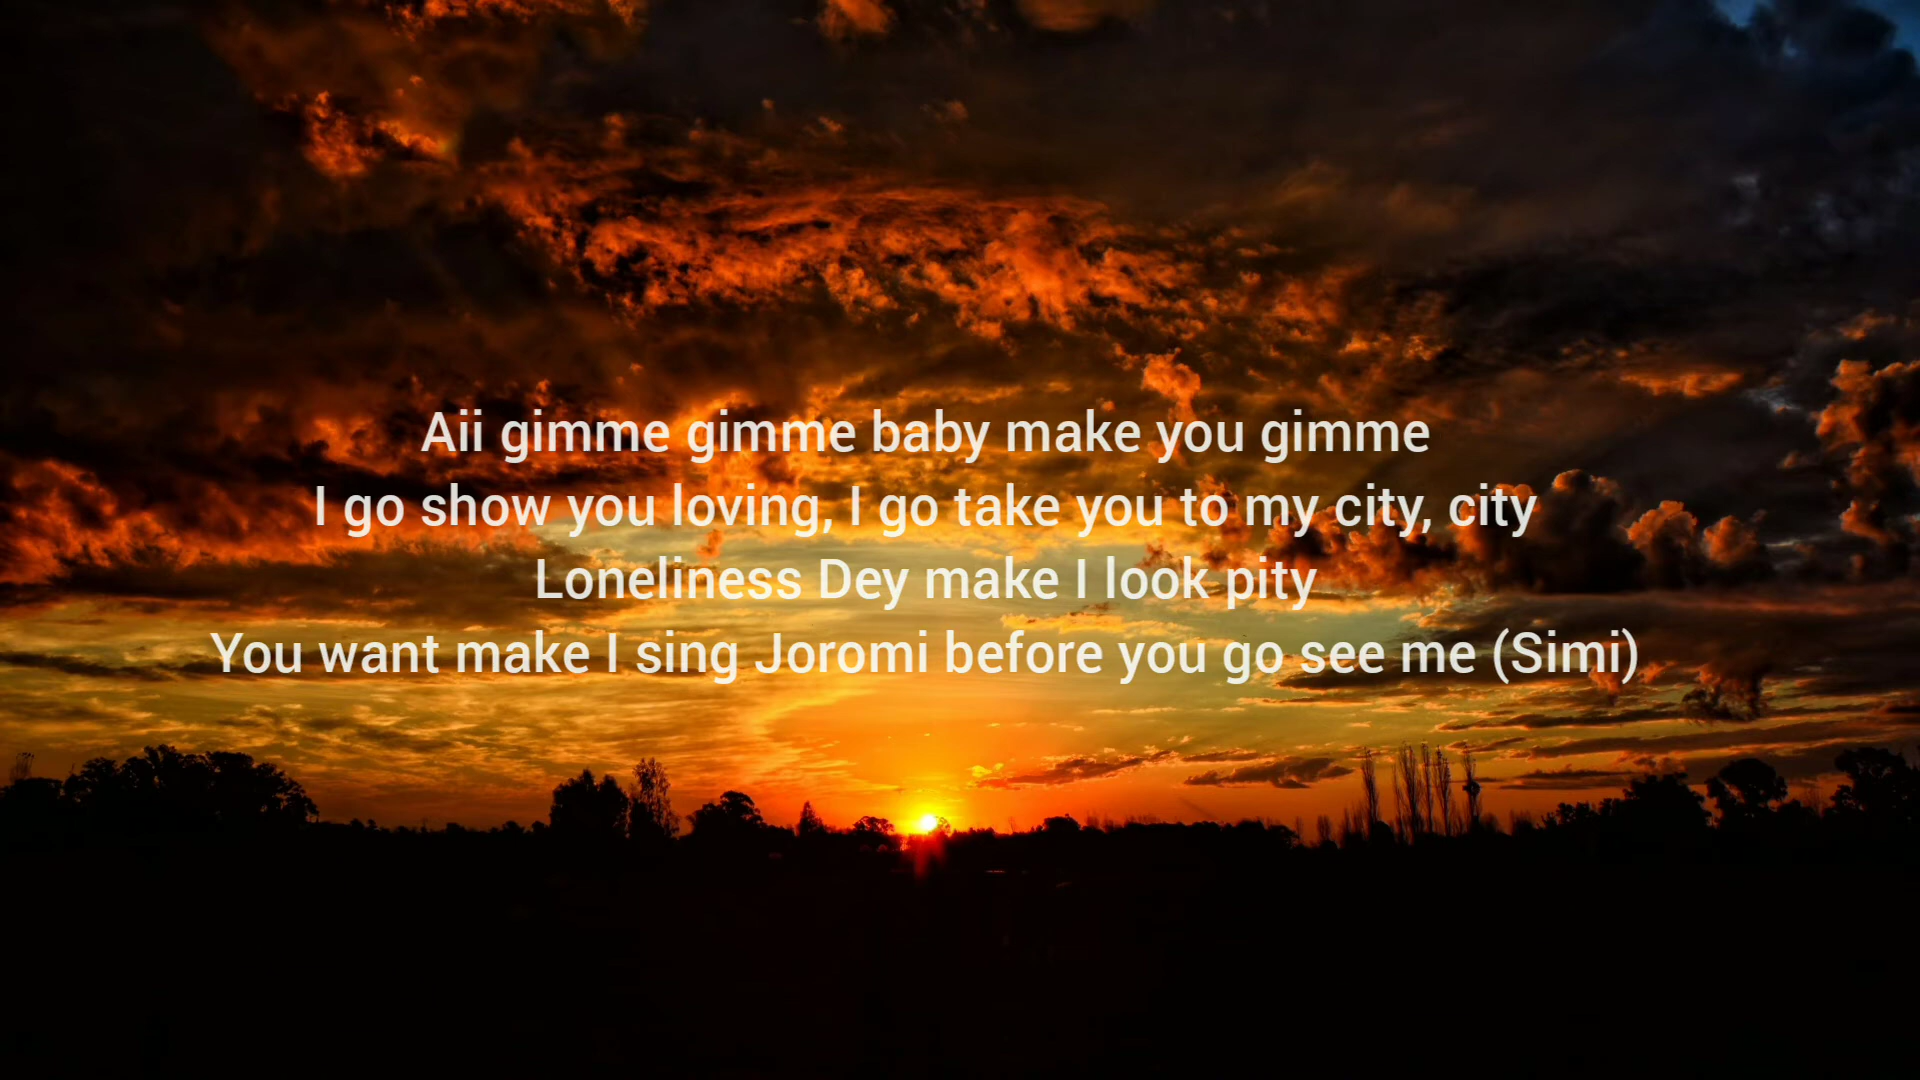 Aii gimme gimme baby make you gimme
I go show you loving, I go take you to my city, city
Loneliness Dey make I look pity
You want make I sing Joromi before you go see me (Simi)